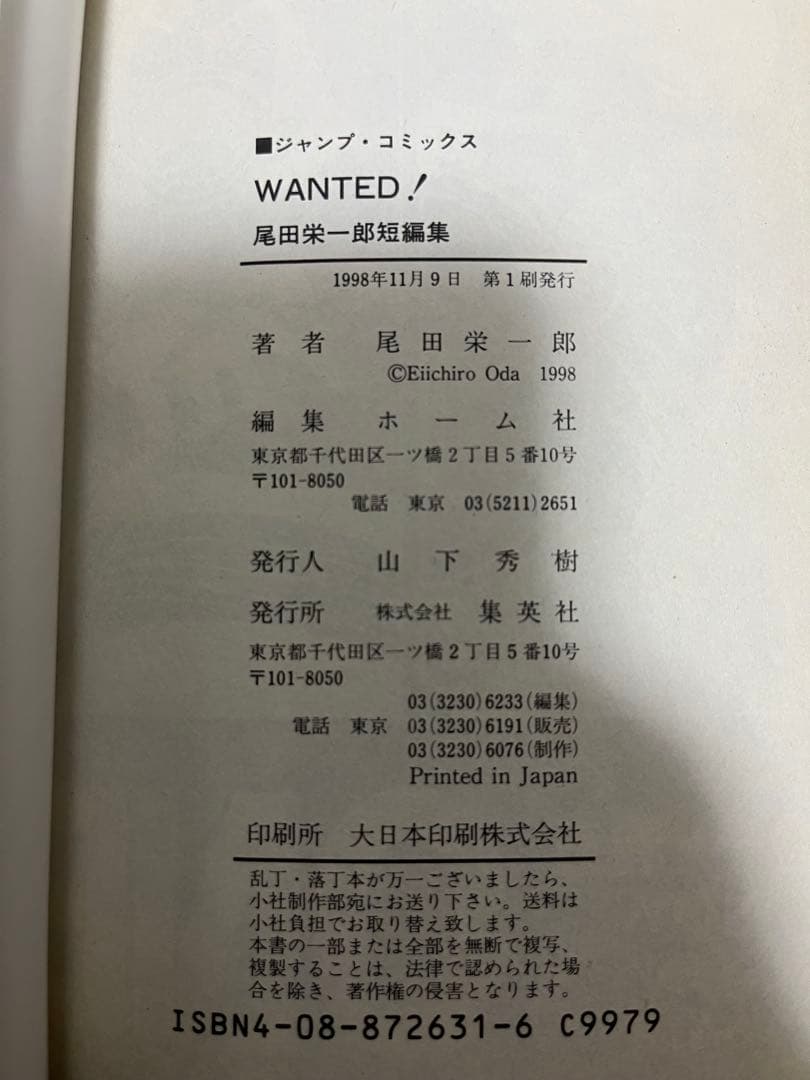 ■ジャンプ・コミックス
WANTED!
尾田栄一郎短編集
1998年11月9日 第1刷発行
著者 尾田栄一郎
©Eiichiro Oda 1998
編集 ホーム社
東京都千代田区一ツ橋2丁目5番10号
〒101-8050
電話 東京 03(5211)2651
発行人 山下秀樹
発行所 株式会社 集英社
東京都千代田区一ツ橋2丁目5番10号
〒101-8050
03(3230)6233(編集)
電話 東京 03(3230)6191(販売)
03(3230)6076(制作)
Printed in Japan
印刷所 大日本印刷株式会社
乱丁・落丁本が万一ございましたら、
小社制作部宛にお送り下さい。送料は
小社負担でお取り替え致します。
本書の一部または全部を無断で複写、
複製することは、法律で認められた場
合を除き、著作権の侵害となります。
ISBN4-08-872631-6 C9979